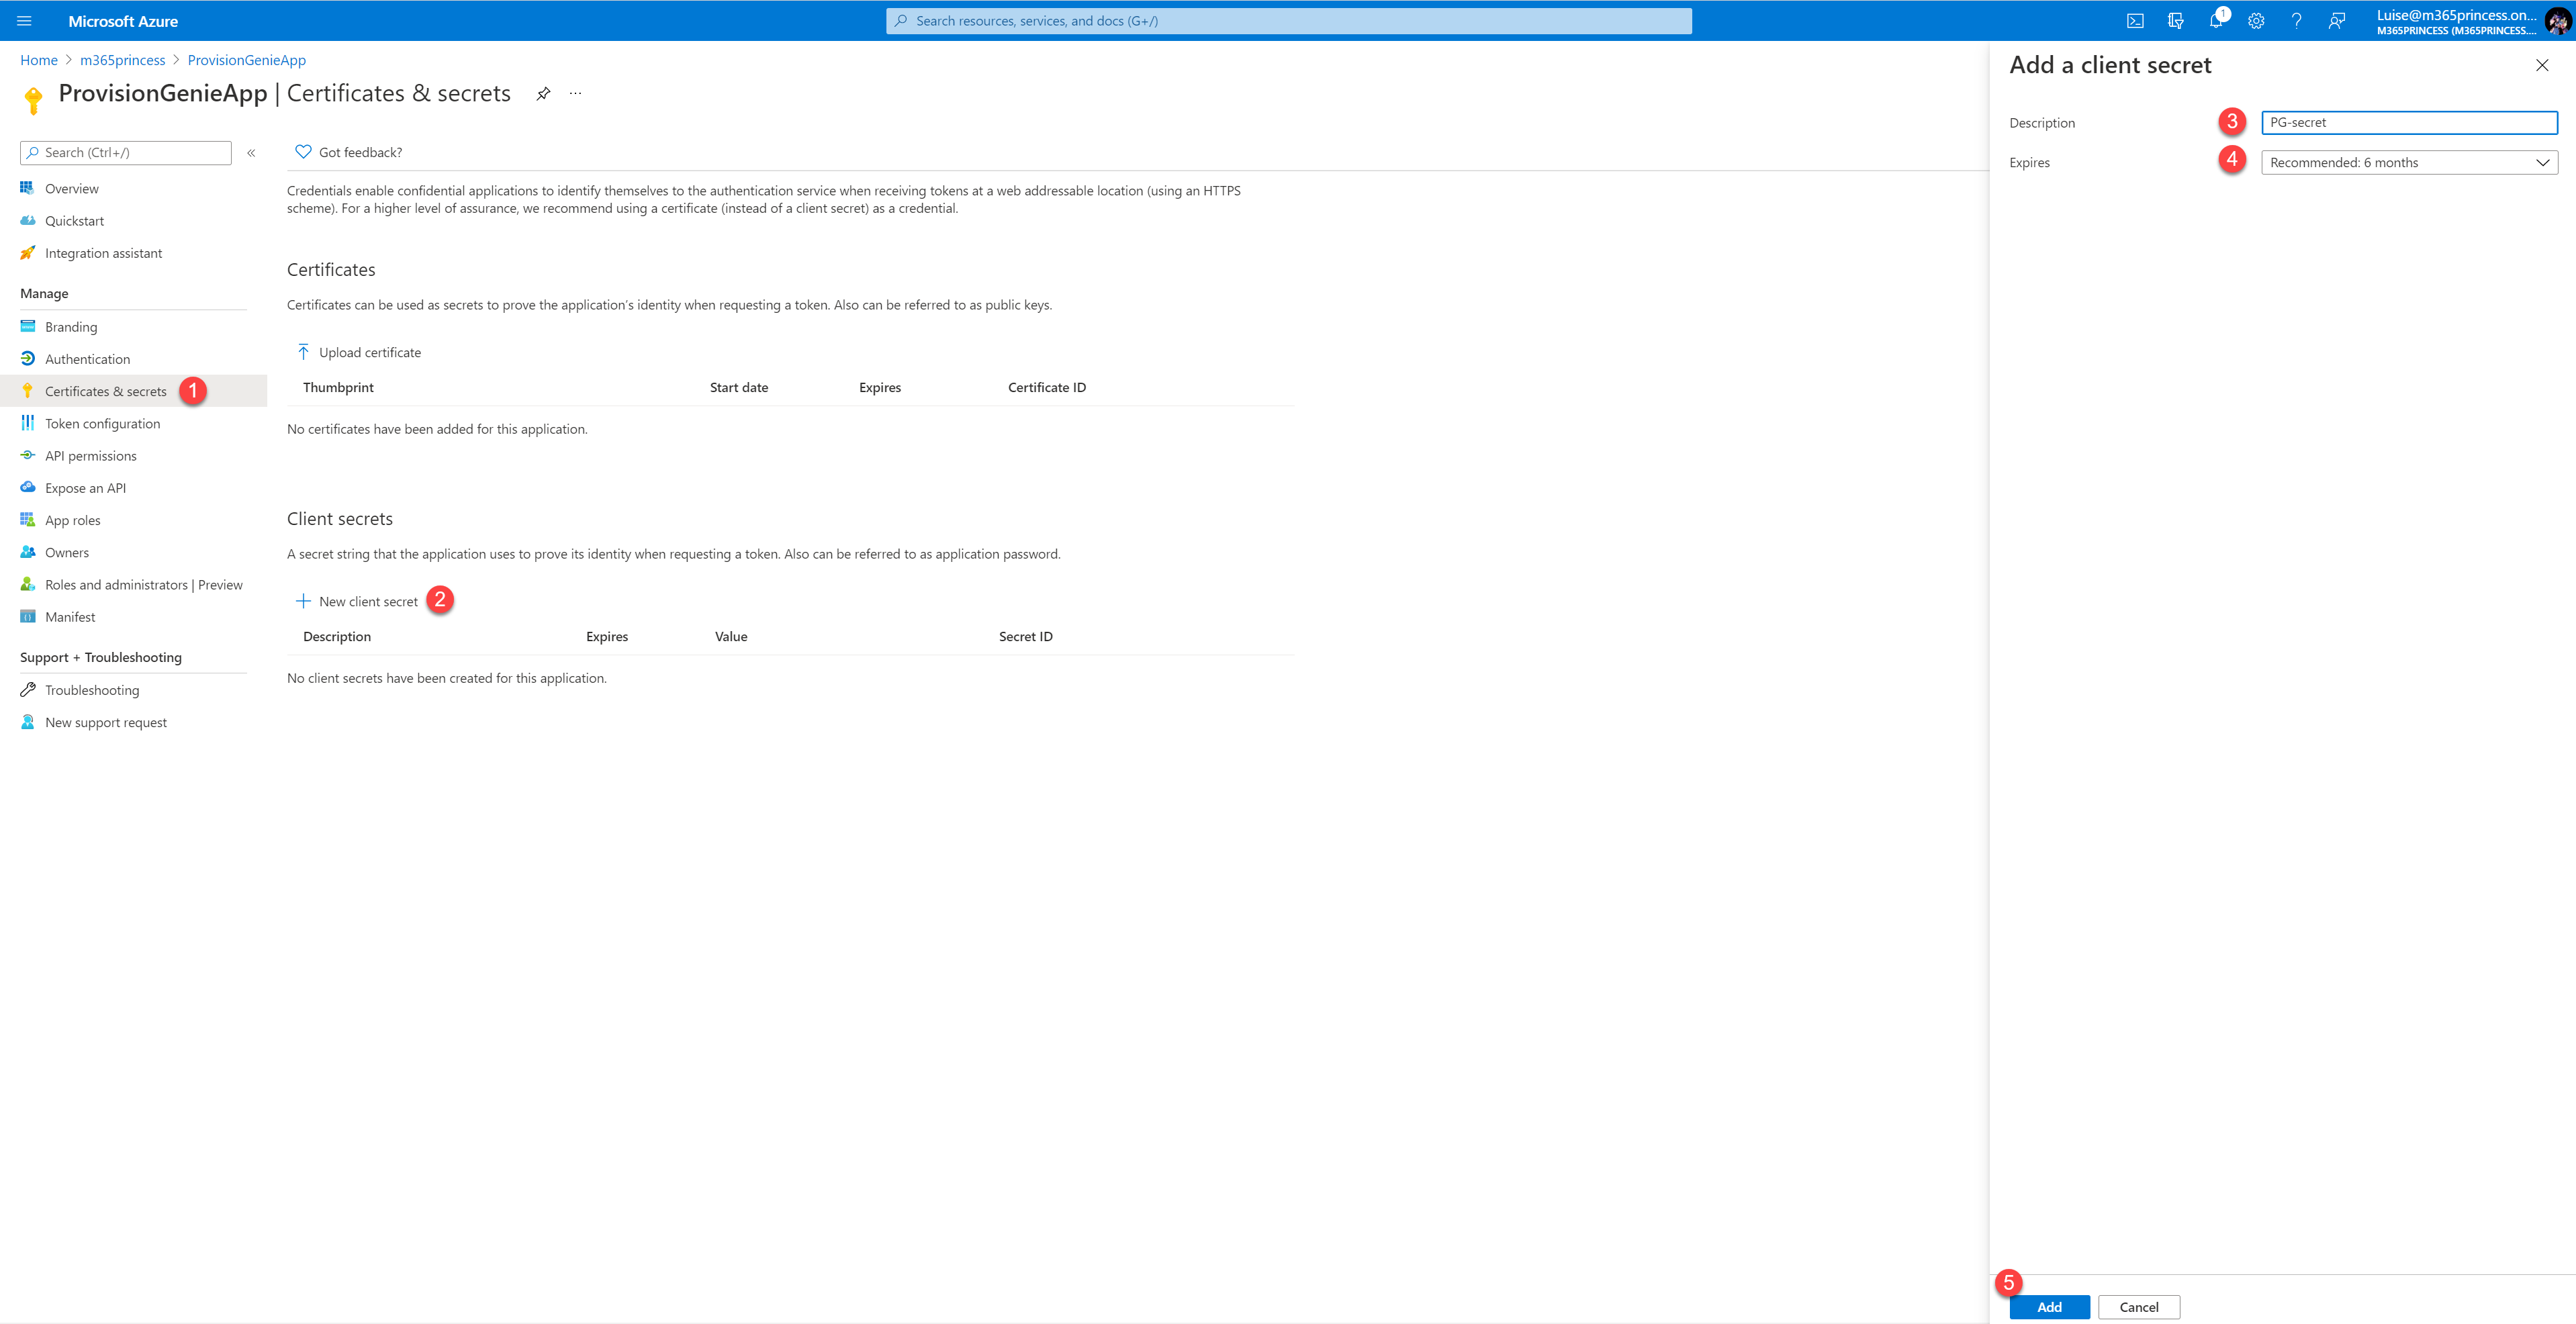 Microsoft Azure
Search resources, services, and docs (G+/)
1
Luise@m365princess.on...
M365PRINCESS (M365PRINCESS....
Home > m365princess > ProvisionGenieApp
ProvisionGenieApp | Certificates & secrets
...
Search (Ctrl+/)
«
Overview
Quickstart
Integration assistant
Manage
Branding
Authentication
Certificates & secrets 1
Token configuration
API permissions
Expose an API
App roles
Owners
Roles and administrators | Preview
Manifest
Support + Troubleshooting
Troubleshooting
New support request
Got feedback?
Credentials enable confidential applications to identify themselves to the authentication service when receiving tokens at a web addressable location (using an HTTPS
scheme). For a higher level of assurance, we recommend using a certificate (instead of a client secret) as a credential.
Certificates
Certificates can be used as secrets to prove the application's identity when requesting a token. Also can be referred to as public keys.
Upload certificate
Thumbprint Start date Expires Certificate ID
No certificates have been added for this application.
Client secrets
A secret string that the application uses to prove its identity when requesting a token. Also can be referred to as application password.
New client secret 2
Description Expires Value Secret ID
No client secrets have been created for this application.
Add a client secret
Description 3 PG-secret
Expires 4 Recommended: 6 months
5
Add Cancel